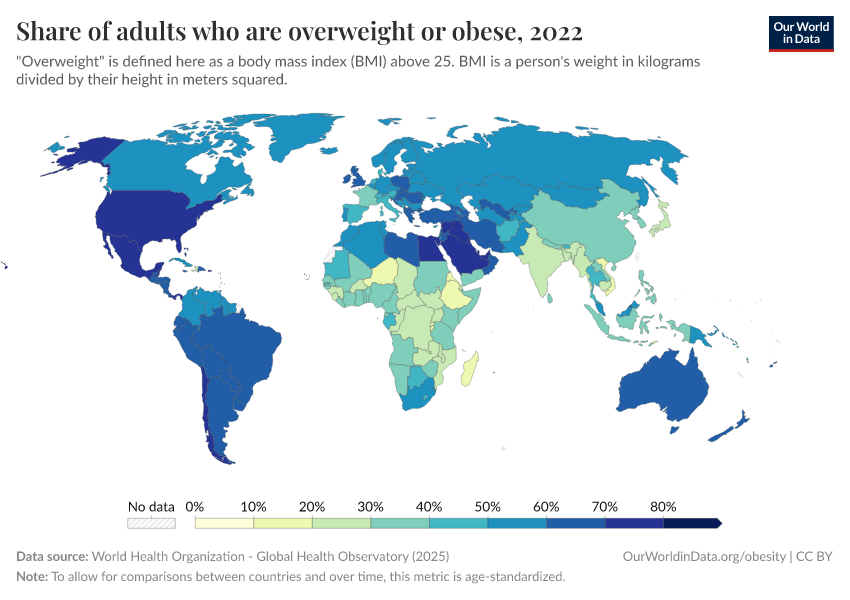 Share of adults who are overweight or obese, 2022
Our World
in Data
"Overweight" is defined here as a body mass index (BMI) above 25. BMI is a person's weight in kilograms
divided by their height in meters squared.
No data 0% 10% 20% 30% 40% 50% 60% 70% 80%
Data source: World Health Organization - Global Health Observatory (2025)
OurWorldinData.org/obesity | CC BY
Note: To allow for comparisons between countries and over time, this metric is age-standardized.